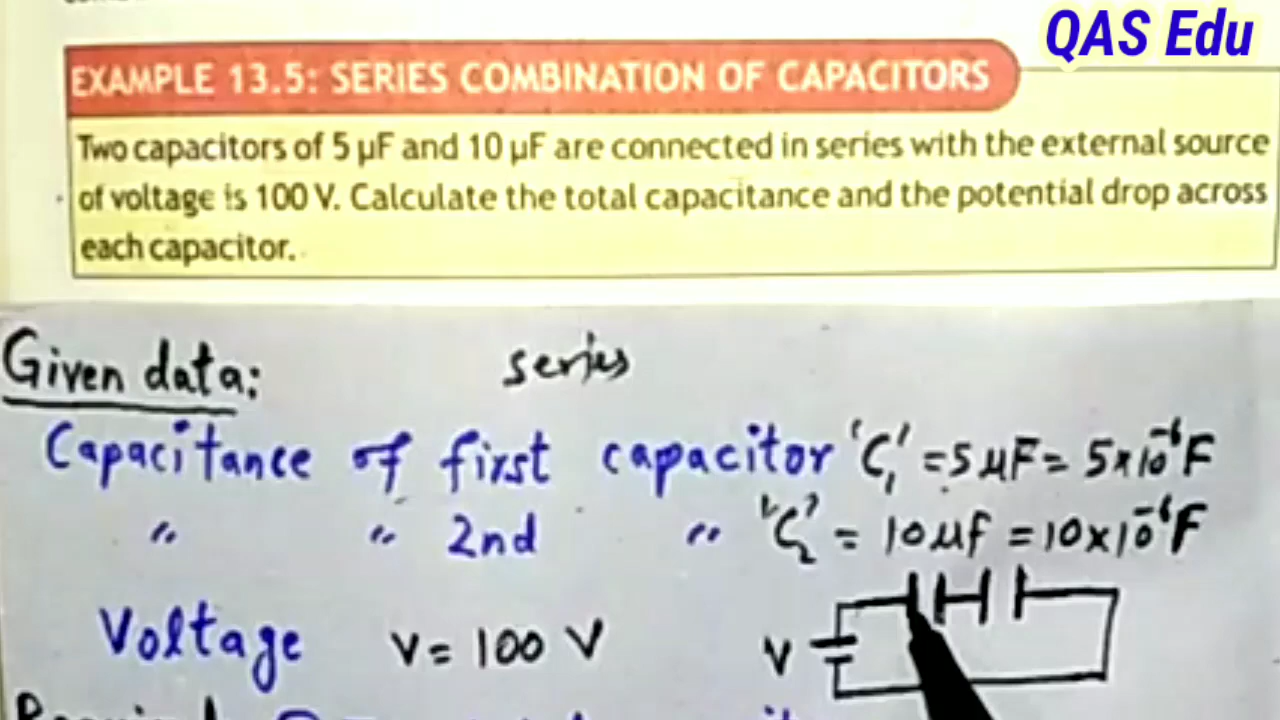 QAS Edu
EXAMPLE 13.5: SERIES COMBINATION OF CAPACITORS
Two capacitors of 5 µF and 10 µF are connected in series with the external source
of voltage is 100 V. Calculate the total capacitance and the potential drop across
each capacitor.
Given data: series
Capacitance of first capacitor 'C₁' = 5 µF = 5×10⁻⁶F
" " 2nd " 'C₂' = 10 µf = 10×10⁻⁶F
Voltage V = 100 V
V